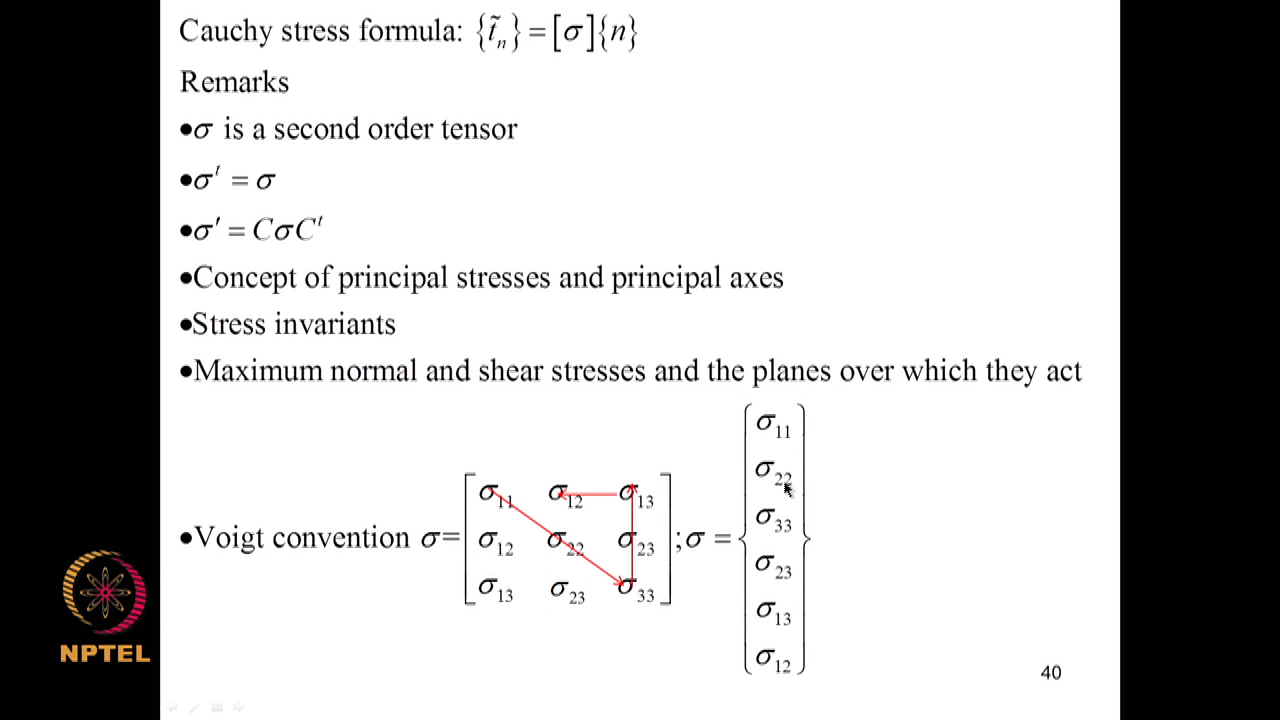 Cauchy stress formula: {t̃ₙ} = [σ]{n}
Remarks
•σ is a second order tensor
•σᵗ = σ
•σ′ = CσCᵗ
•Concept of principal stresses and principal axes
•Stress invariants
•Maximum normal and shear stresses and the planes over which they act
•Voigt convention σ = [σ₁₁ σ₁₂ σ₁₃; σ₁₂ σ₂₂ σ₂₃; σ₁₃ σ₂₃ σ₃₃] ; σ = {σ₁₁ σ₂₂ σ₃₃ σ₂₃ σ₁₃ σ₁₂}
NPTEL
40